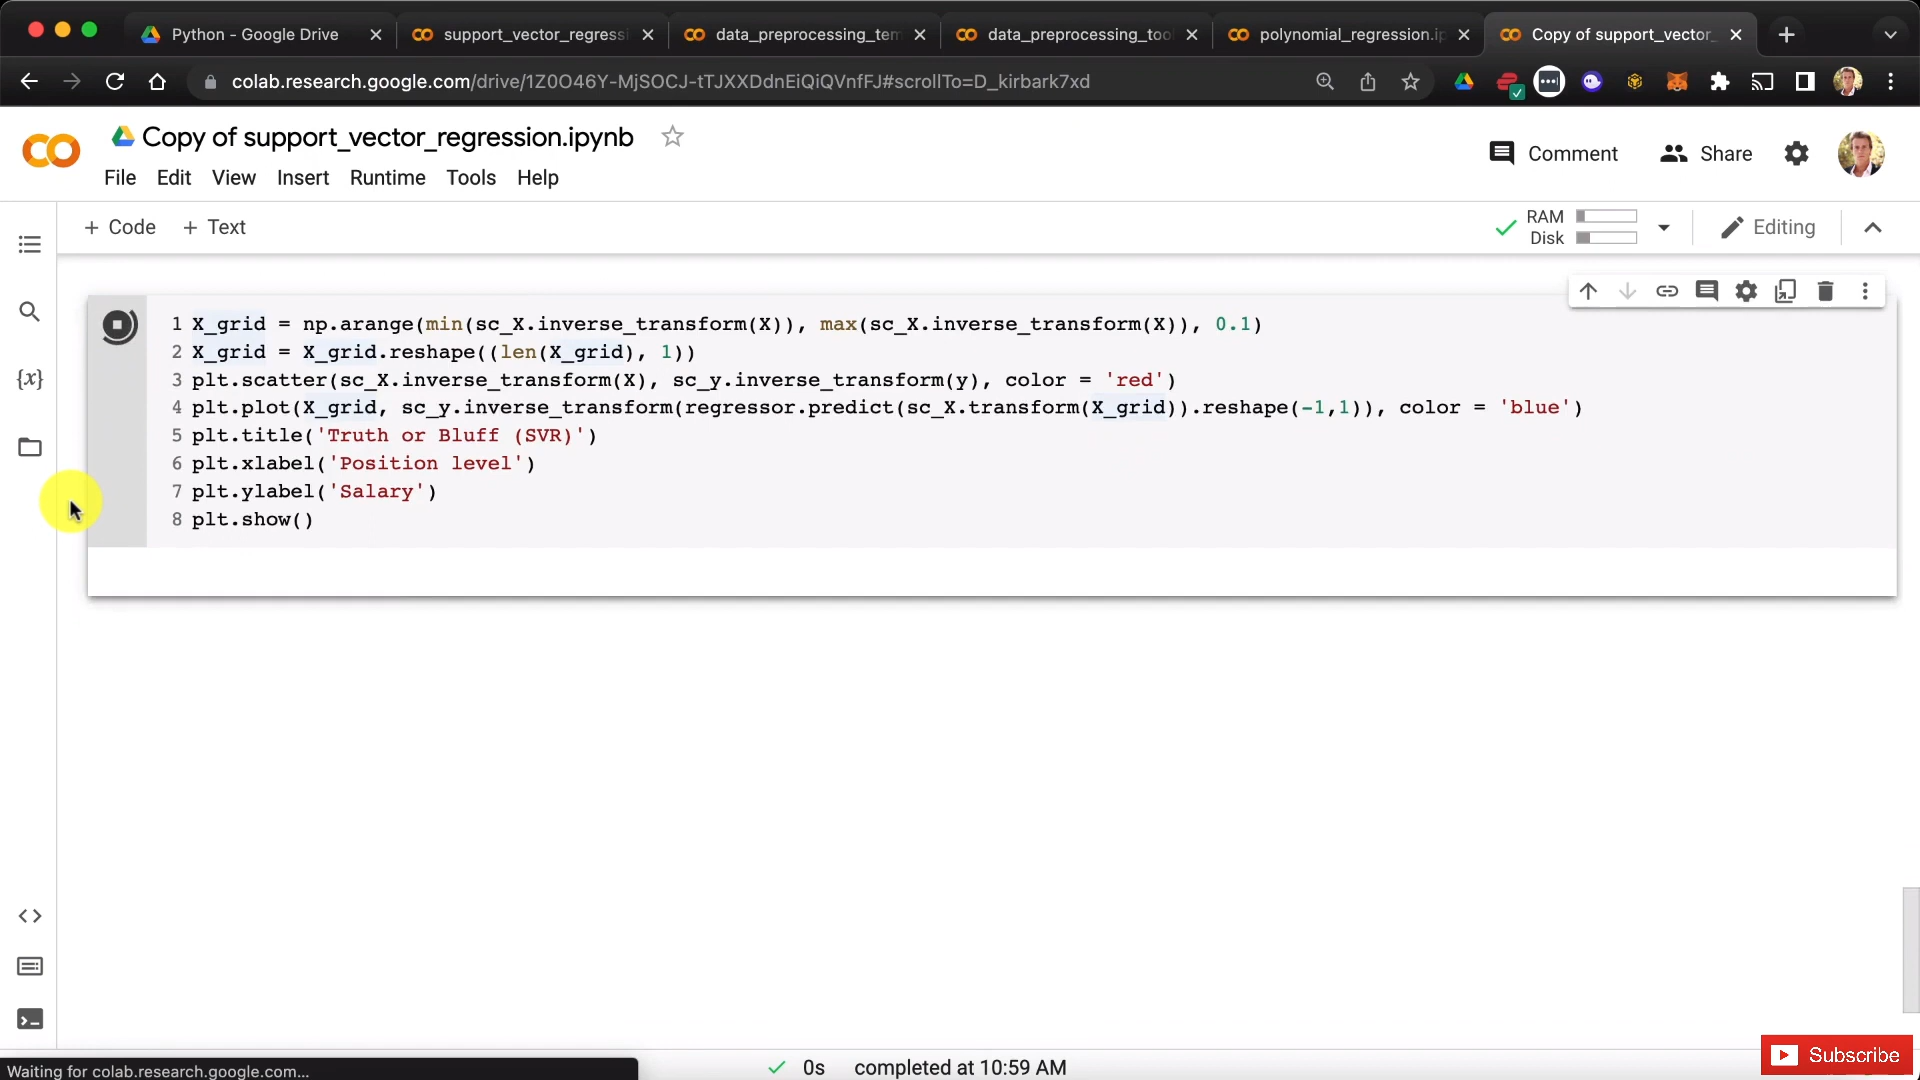 Python - Google Drive
support_vector_regressi
data_preprocessing_tem
data_preprocessing_too
polynomial_regression.ip
Copy of support_vector_
colab.research.google.com/drive/1Z0O46Y-MjSOCJ-tTJXXDdnEiQiQVnfFJ#scrollTo=D_kirbark7xd
Copy of support_vector_regression.ipynb
Comment
Share
File Edit View Insert Runtime Tools Help
+ Code + Text
RAM
Disk
Editing
1 X_grid = np.arange(min(sc_X.inverse_transform(X)), max(sc_X.inverse_transform(X)), 0.1)
2 X_grid = X_grid.reshape((len(X_grid), 1))
3 plt.scatter(sc_X.inverse_transform(X), sc_y.inverse_transform(y), color = 'red')
4 plt.plot(X_grid, sc_y.inverse_transform(regressor.predict(sc_X.transform(X_grid)).reshape(-1,1)), color = 'blue')
5 plt.title('Truth or Bluff (SVR)')
6 plt.xlabel('Position level')
7 plt.ylabel('Salary')
8 plt.show()
Waiting for colab.research.google.com...
0s completed at 10:59 AM
Subscribe